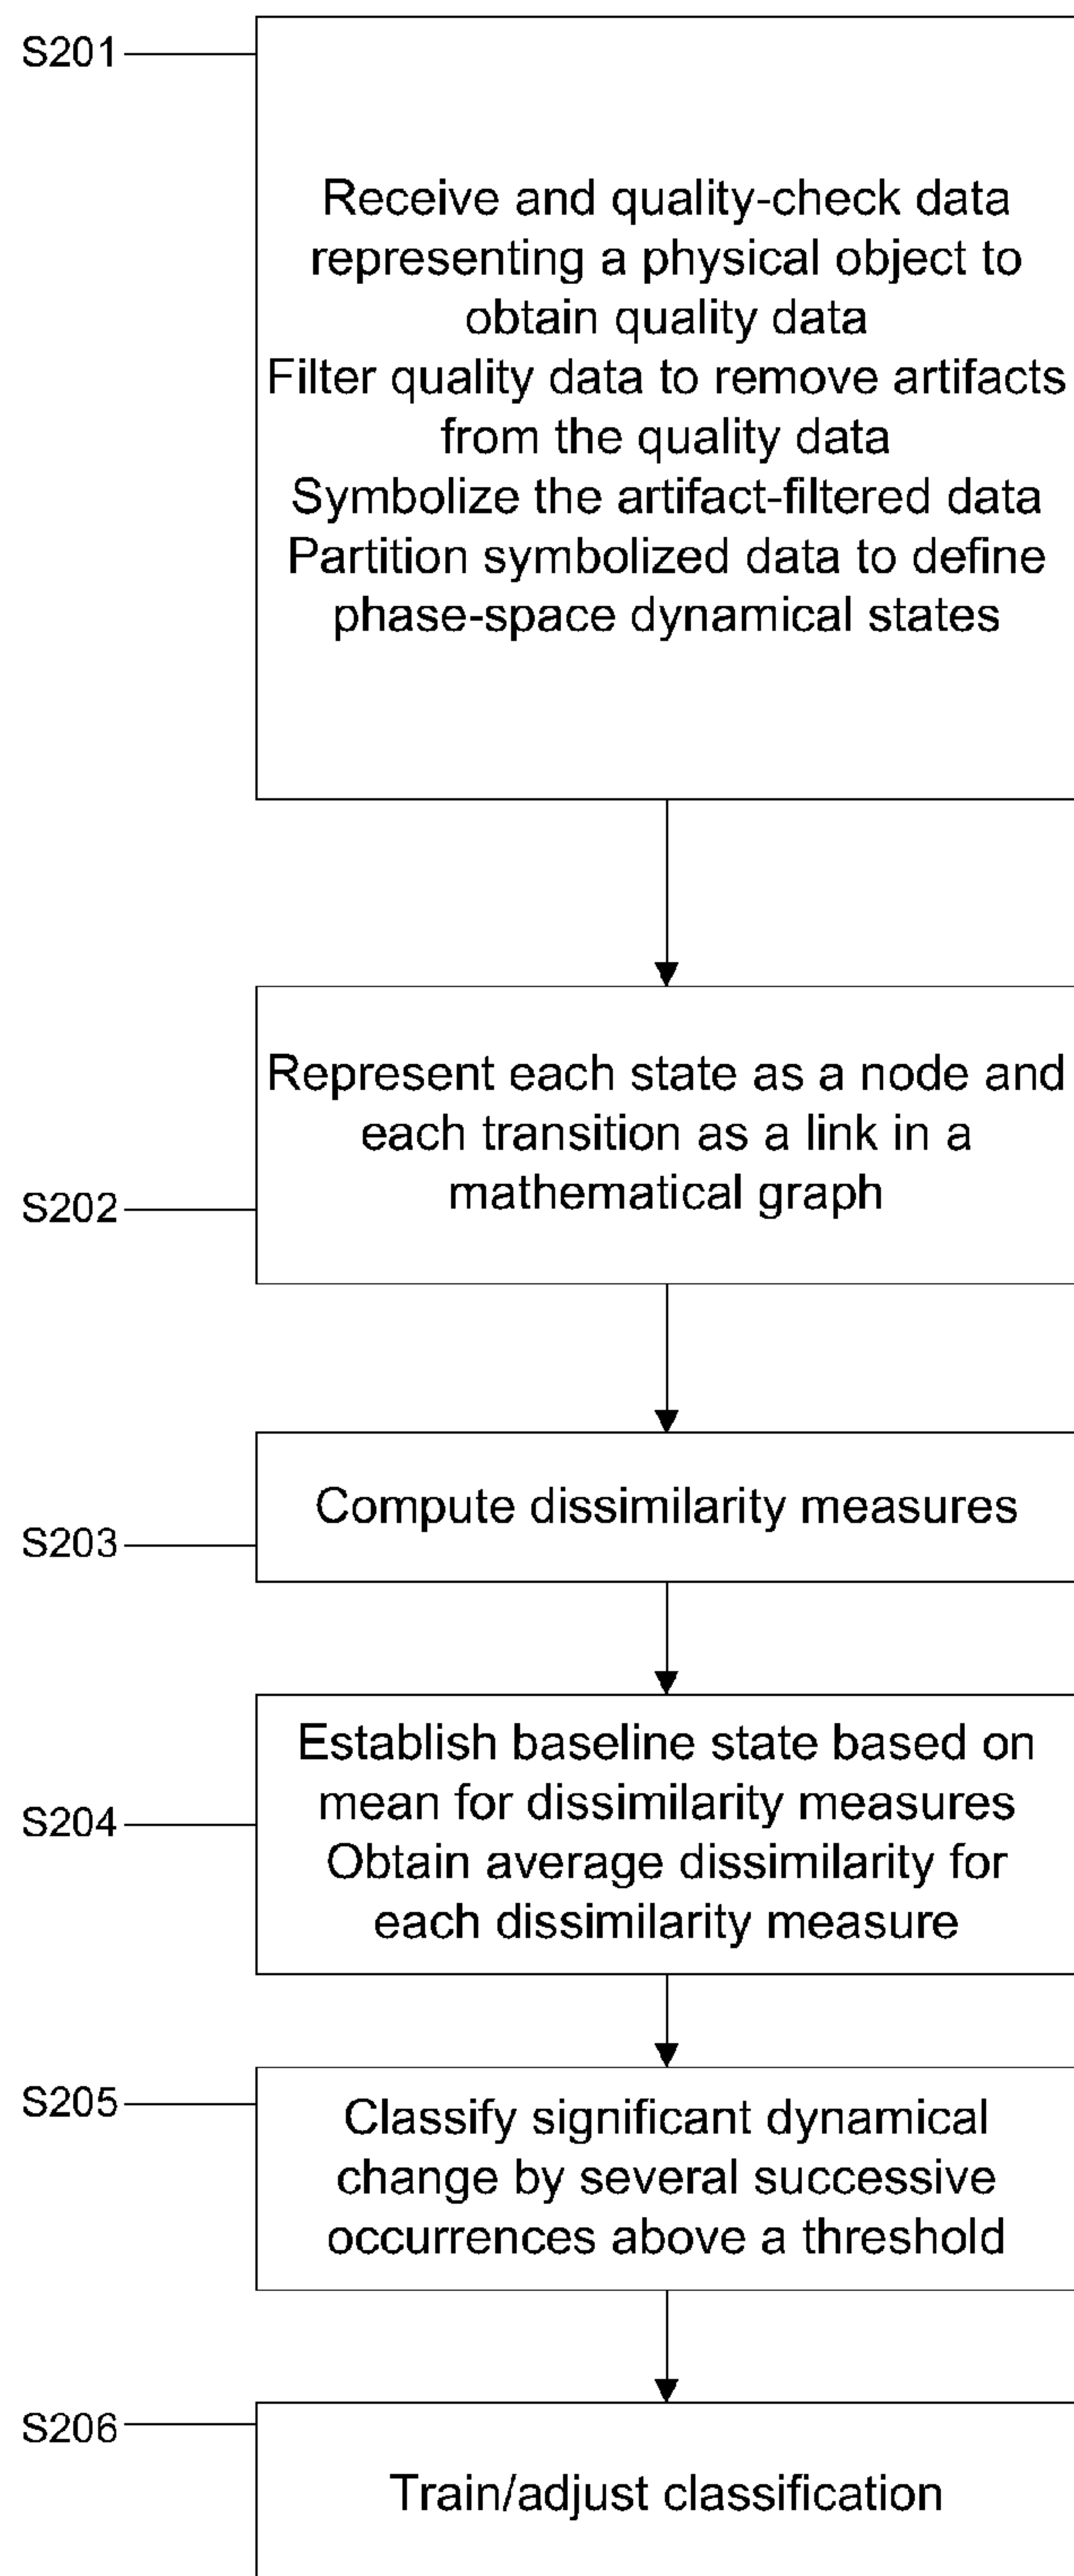 S201
Receive and quality-check data
representing a physical object to
obtain quality data
Filter quality data to remove artifacts
from the quality data
Symbolize the artifact-filtered data
Partition symbolized data to define
phase-space dynamical states
Represent each state as a node and
each transition as a link in a
mathematical graph
S202
Compute dissimilarity measures
S203
Establish baseline state based on
mean for dissimilarity measures
Obtain average dissimilarity for
each dissimilarity measure
S204
S205
Classify significant dynamical
change by several successive
occurrences above a threshold
S206
Train/adjust classification